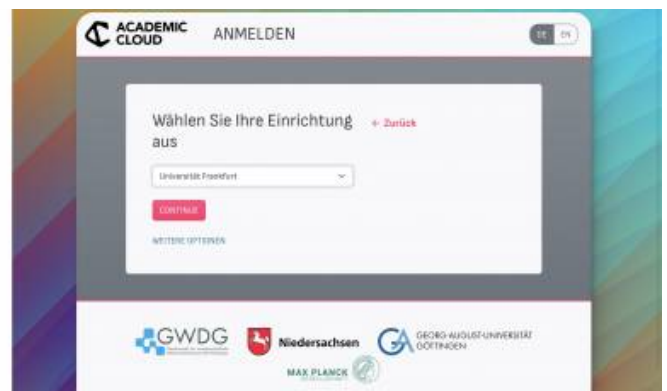 ACADEMIC
CLOUD
ANMELDEN
DE EN
Wählen Sie Ihre Einrichtung
aus
← Zurück
Universität Frankfurt
CONTINUE
WEITERE OPTIONEN
GWDG
Niedersachsen
GEORG-AUGUST-UNIVERSITÄT
GÖTTINGEN
MAX PLANCK